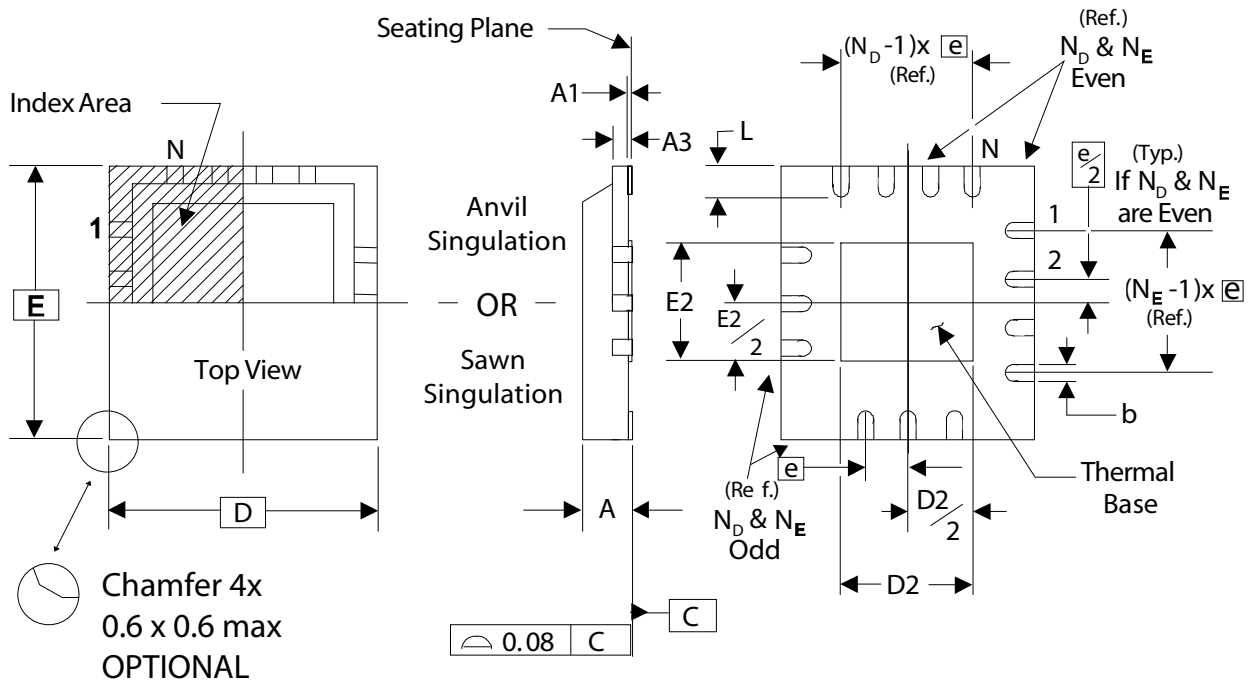 Seating Plane
(Ref.)
N_D & N_E
Even
(N_D -1)x e
(Ref.)
Index Area
A1
A3
L
N
N
e/2
(Typ.)
If N_D & N_E
are Even
1
1
2
Anvil
Singulation
E
OR
E2
E2/2
(N_E -1)x e
(Ref.)
Top View
Sawn
Singulation
b
e
Thermal
Base
(Re f.)
N_D & N_E
Odd
D
A
D2/2
D2
Chamfer 4x
0.6 x 0.6 max
OPTIONAL
C
⌓ 0.08 C